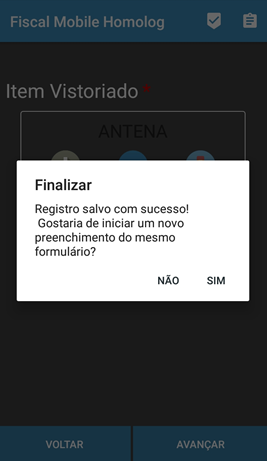 Fiscal Mobile Homolog
Item Vistoriado *
ANTENA
Finalizar
Registro salvo com sucesso!
Gostaria de iniciar um novo
preenchimento do mesmo
formulário?
NÃO
SIM
VOLTAR
AVANÇAR